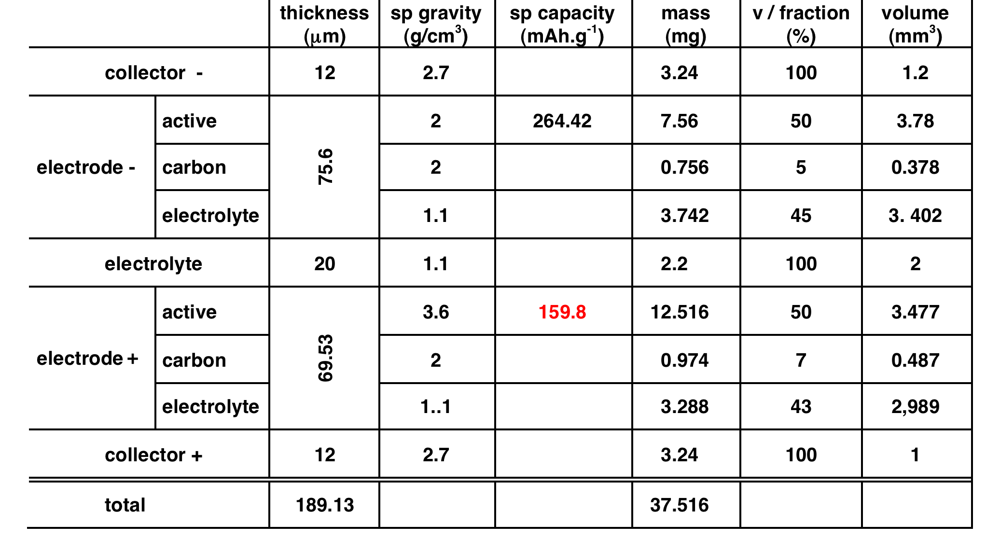 thickness (μm) sp gravity (g/cm³) sp capacity (mAh.g⁻¹) mass (mg) v / fraction (%) volume (mm³)
collector - 12 2.7 3.24 100 1.2
electrode - 75.6
active 2 264.42 7.56 50 3.78
carbon 2 0.756 5 0.378
electrolyte 1.1 3.742 45 3. 402
electrolyte 20 1.1 2.2 100 2
electrode + 69.53
active 3.6 159.8 12.516 50 3.477
carbon 2 0.974 7 0.487
electrolyte 1..1 3.288 43 2,989
collector + 12 2.7 3.24 100 1
total 189.13 37.516